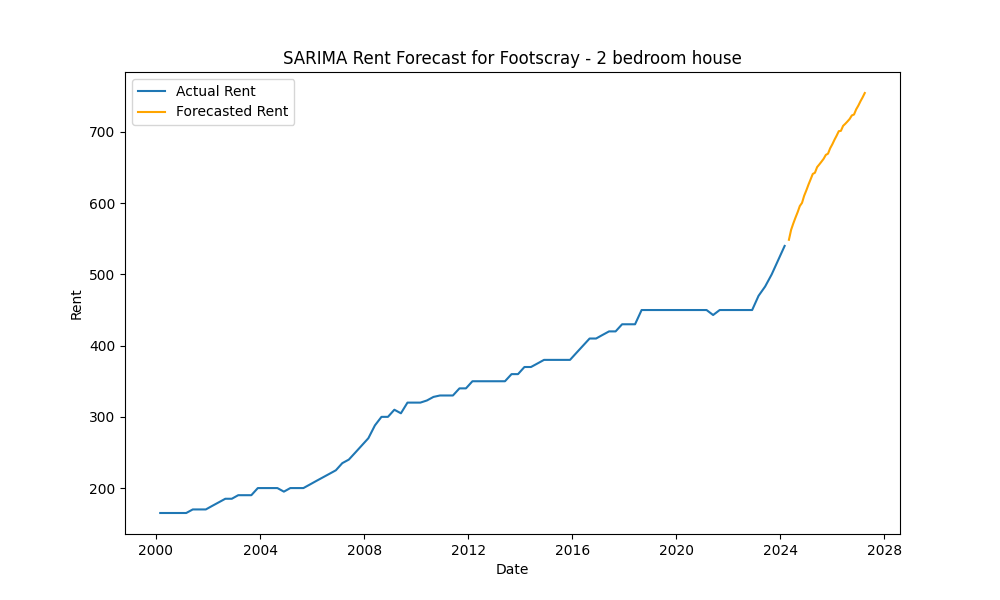 SARIMA Rent Forecast for Footscray - 2 bedroom house
Actual Rent
Forecasted Rent
700
600
500
400
300
200
Rent
2000 2004 2008 2012 2016 2020 2024 2028
Date